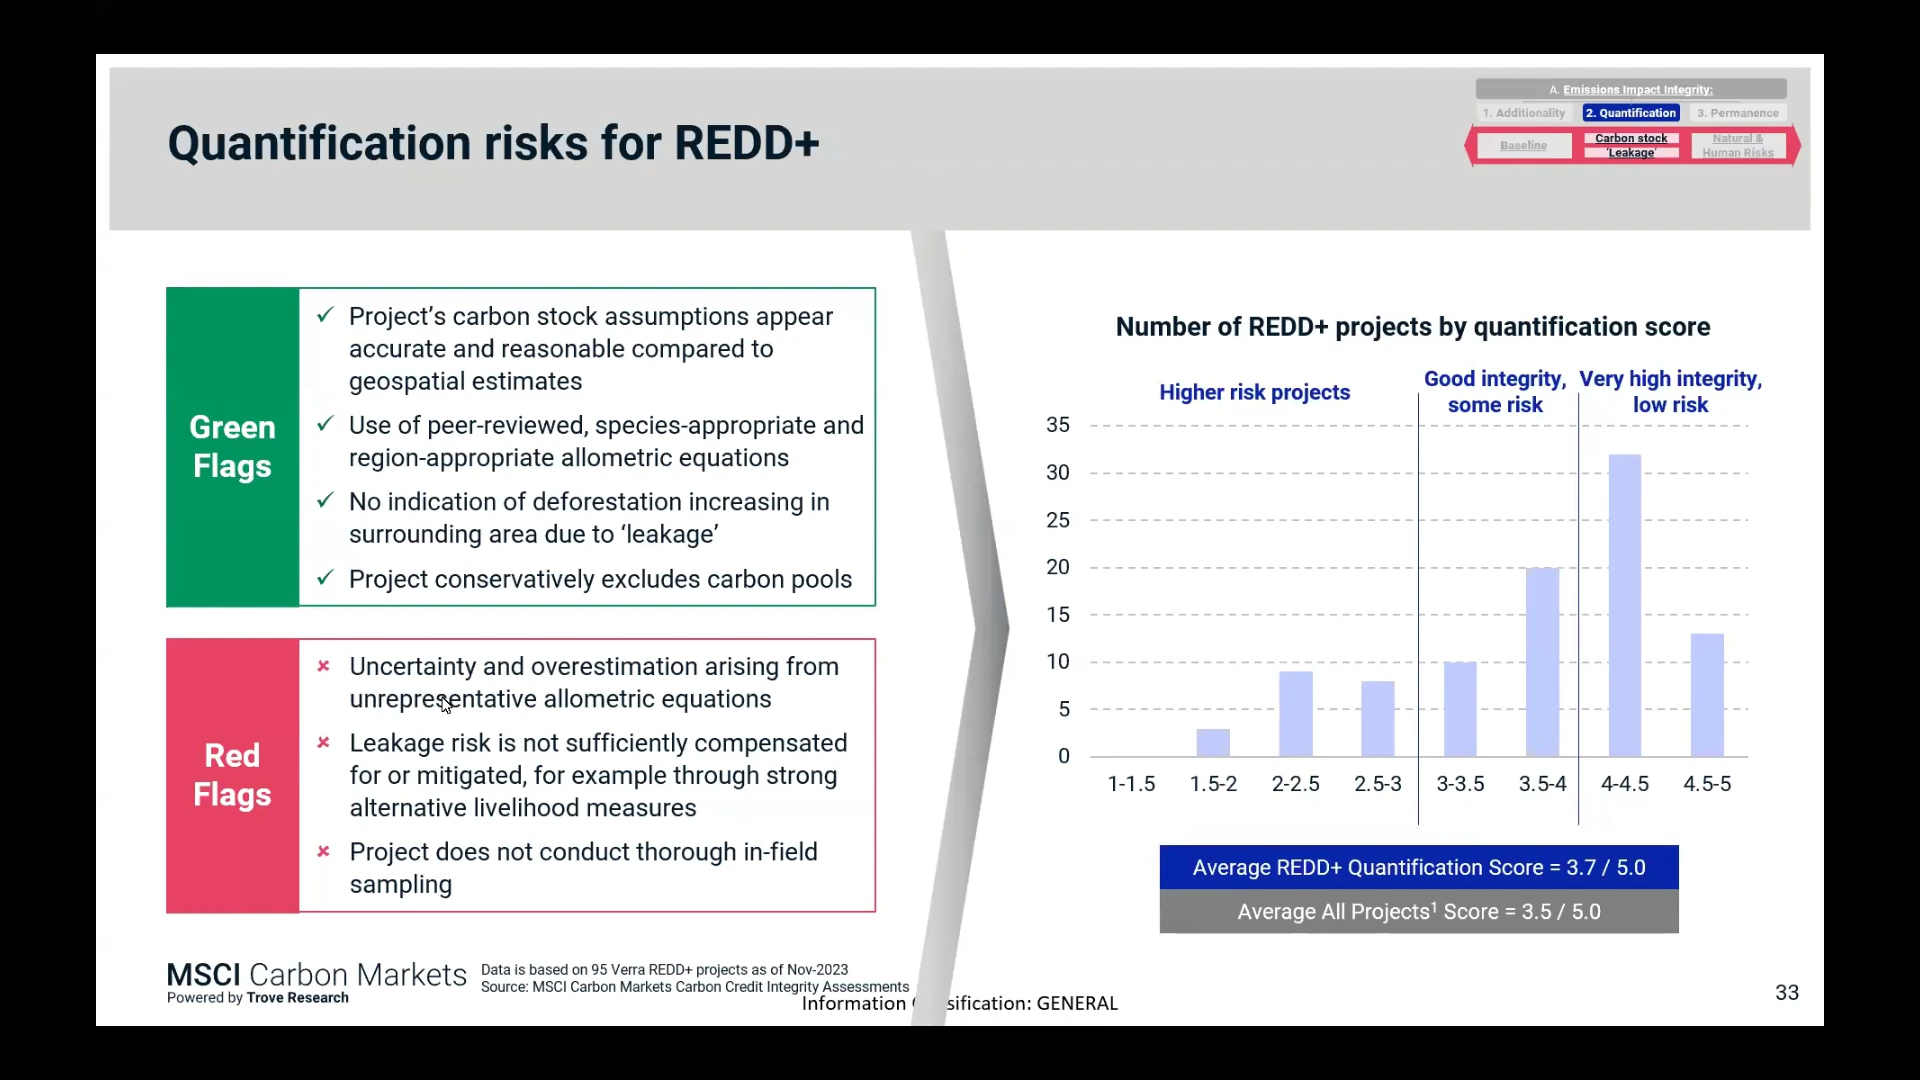 Quantification risks for REDD+
A. Emissions Impact Integrity:
1. Additionality 2. Quantification 3. Permanence
Baseline
Carbon stock
'Leakage'
Natural &
Human Risks
Green
Flags
✓ Project’s carbon stock assumptions appear
accurate and reasonable compared to
geospatial estimates
✓ Use of peer-reviewed, species-appropriate and
region-appropriate allometric equations
✓ No indication of deforestation increasing in
surrounding area due to ‘leakage’
✓ Project conservatively excludes carbon pools
Red
Flags
× Uncertainty and overestimation arising from
unrepresentative allometric equations
× Leakage risk is not sufficiently compensated
for or mitigated, for example through strong
alternative livelihood measures
× Project does not conduct thorough in-field
sampling
Number of REDD+ projects by quantification score
Higher risk projects
Good integrity,
some risk
Very high integrity,
low risk
35
30
25
20
15
10
5
0
1-1.5 1.5-2 2-2.5 2.5-3 3-3.5 3.5-4 4-4.5 4.5-5
Average REDD+ Quantification Score = 3.7 / 5.0
Average All Projects¹ Score = 3.5 / 5.0
MSCI Carbon Markets
Powered by Trove Research
Data is based on 95 Verra REDD+ projects as of Nov-2023
Source: MSCI Carbon Markets Carbon Credit Integrity Assessments
Information sification: GENERAL
33